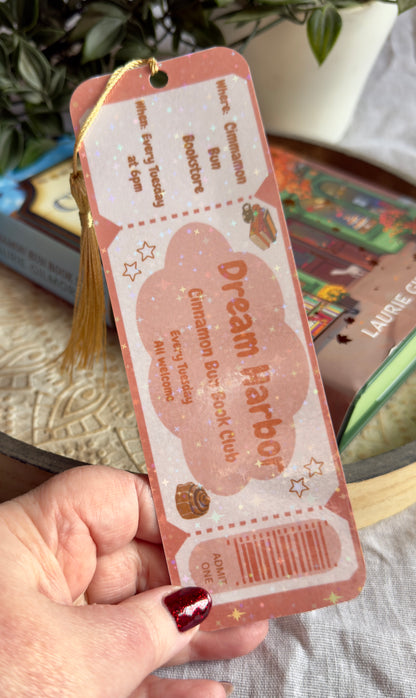 Where: Cinnamon
Bun
Bookstore
When: Every Tuesday
at 6pm
Dream Harbor
Cinnamon Bun Book Club
Every Tuesday
All welcome
ADMIT
ONE
LAURIE GI